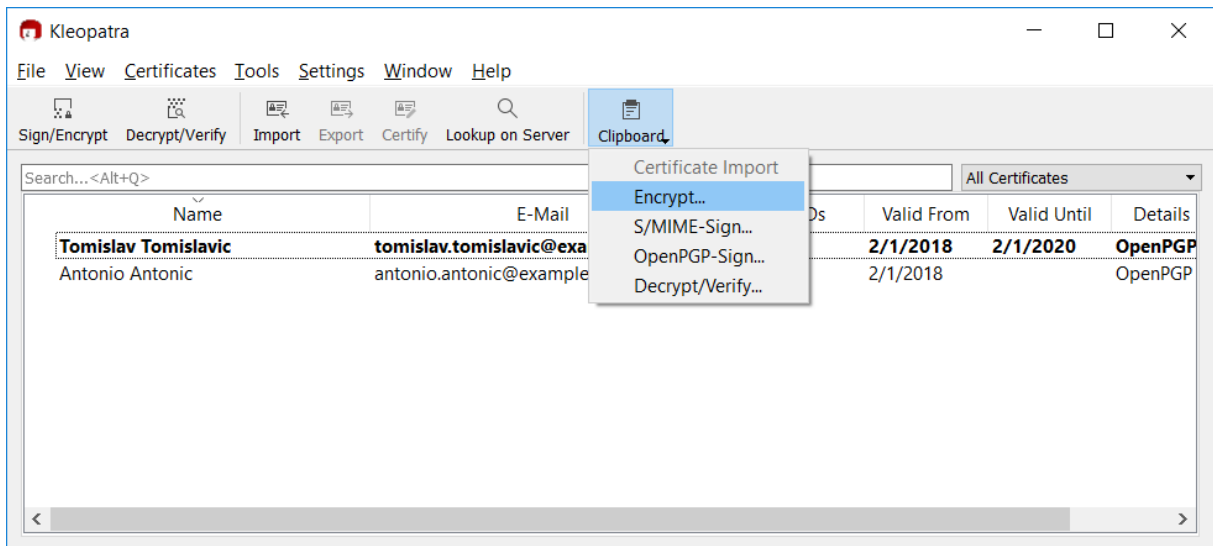 Kleopatra
File View Certificates Tools Settings Window Help
Sign/Encrypt Decrypt/Verify Import Export Certify Lookup on Server Clipboard
Search...<Alt+Q> All Certificates
Certificate Import
Encrypt...
S/MIME-Sign...
OpenPGP-Sign...
Decrypt/Verify...
Name E-Mail Valid From Valid Until Details
Tomislav Tomislavic tomislav.tomislavic@exa 2/1/2018 2/1/2020 OpenPGP
Antonio Antonic antonio.antonic@example 2/1/2018 OpenPGP